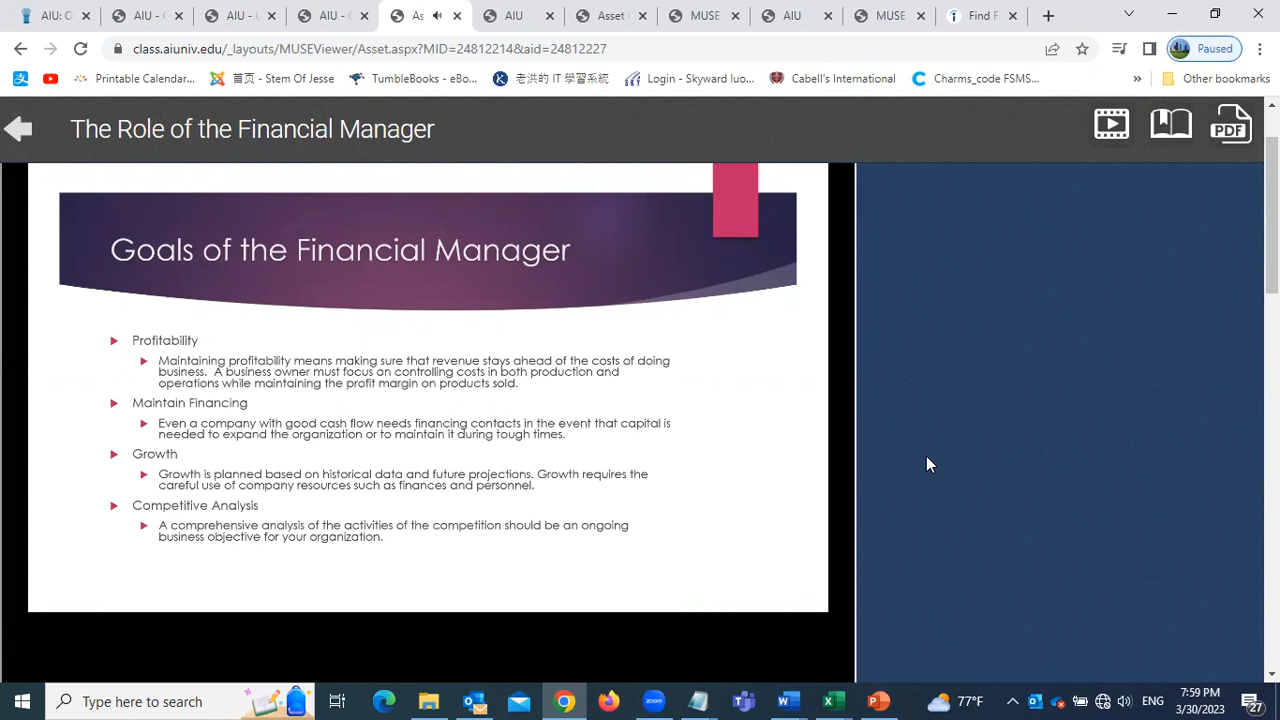 AIU: O
AIU - C
AIU - C
AIU - C
As
AIU
Asset
MUSE
AIU
MUSE
Find F
class.aiuniv.edu/_layouts/MUSEViewer/Asset.aspx?MID=24812214&aid=24812227
Paused
Printable Calendar...
首页 - Stem Of Jesse
TumbleBooks - eBo...
老洪的 IT 學習系統
Login - Skyward luo...
Cabell's International
Charms_code FSMS...
»
Other bookmarks
The Role of the Financial Manager
PDF
Goals of the Financial Manager
Profitability
Maintaining profitability means making sure that revenue stays ahead of the costs of doing
business. A business owner must focus on controlling costs in both production and
operations while maintaining the profit margin on products sold.
Maintain Financing
Even a company with good cash flow needs financing contacts in the event that capital is
needed to expand the organization or to maintain it during tough times.
Growth
Growth is planned based on historical data and future projections. Growth requires the
careful use of company resources such as finances and personnel.
Competitive Analysis
A comprehensive analysis of the activities of the competition should be an ongoing
business objective for your organization.
Type here to search
zoom
77°F
ENG
7:59 PM
3/30/2023
27